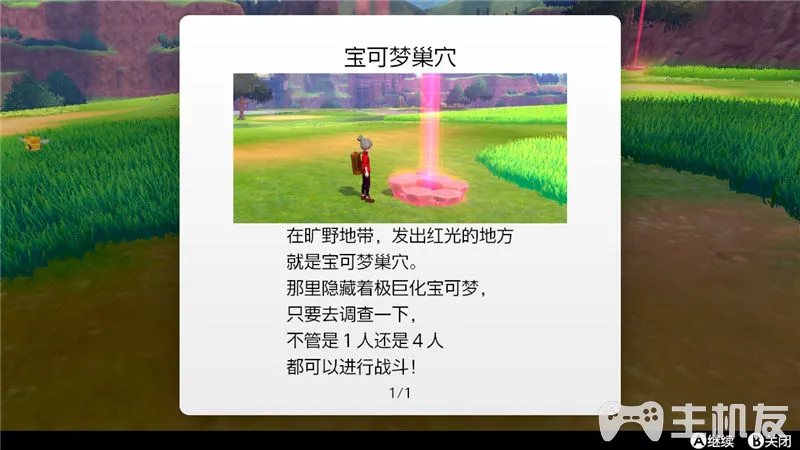 宝可梦巢穴
在旷野地带，发出红光的地方
就是宝可梦巢穴。
那里隐藏着极巨化宝可梦，
只要去调查一下，
不管是1人还是4人
都可以进行战斗！
1/1
主机友
A继续 B关闭